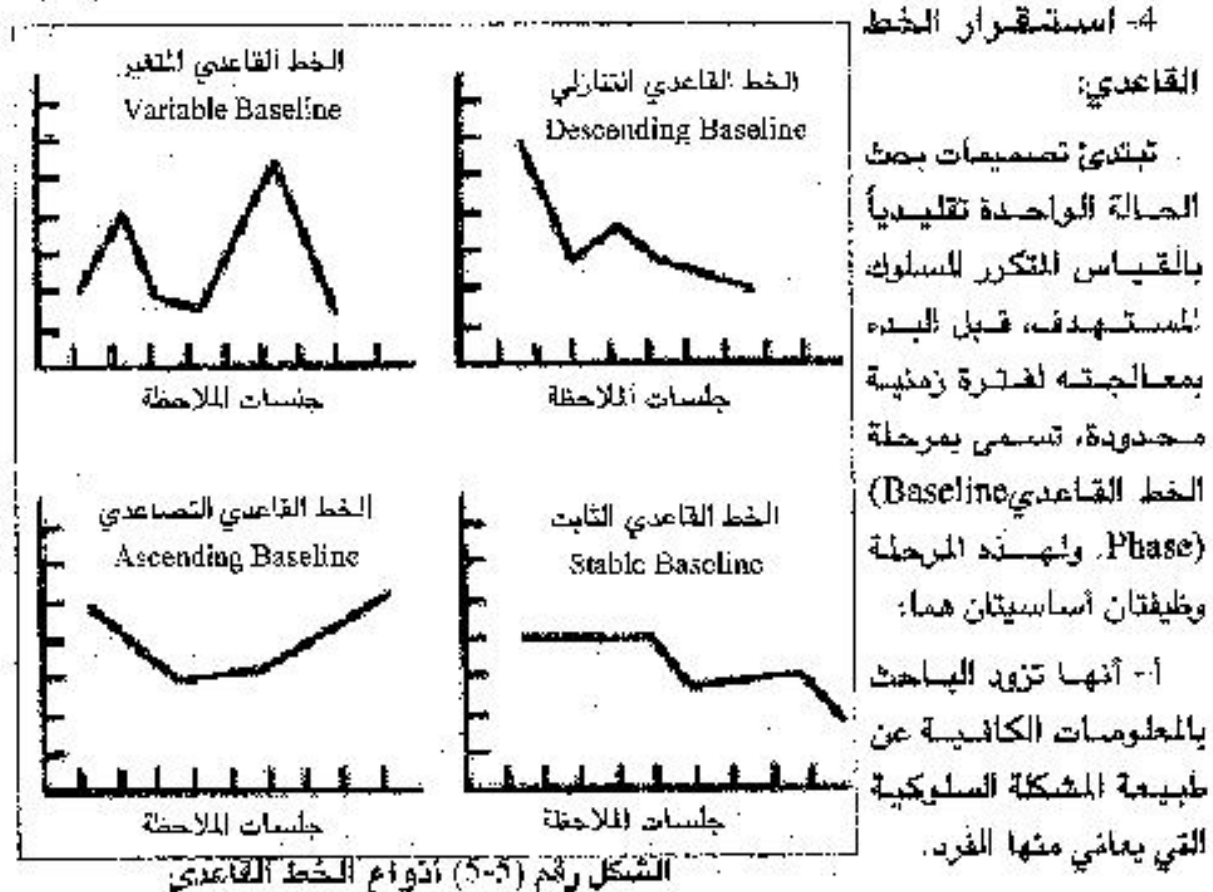 4- استقرار الخط
القاعدي:
تبتدئ تصميمات بحث
الحالة الواحدة تقليدياً
بالقياس المتكرر للسلوك
المستهدف، قبل البدء
بمعالجته لفترة زمنية
محدودة، تسمى بمرحلة
الخط القاعدي(Baseline
Phase). ولهذه المرحلة
وظيفتان أساسيتان هما:
أ- أنها تزود الباحث
بالمعلومات الكافية عن
طبيعة المشكلة السلوكية
التي يعاني منها الفرد.
الخط القاعدي التنازلي
Descending Baseline
جلسات الملاحظة
الخط القاعدي المتغير
Variable Baseline
جلسات الملاحظة
الخط القاعدي الثابت
Stable Baseline
جلسات الملاحظة
الخط القاعدي التصاعدي
Ascending Baseline
جلسات الملاحظة
الشكل رقم (5-5) أنواع الخط القاعدي